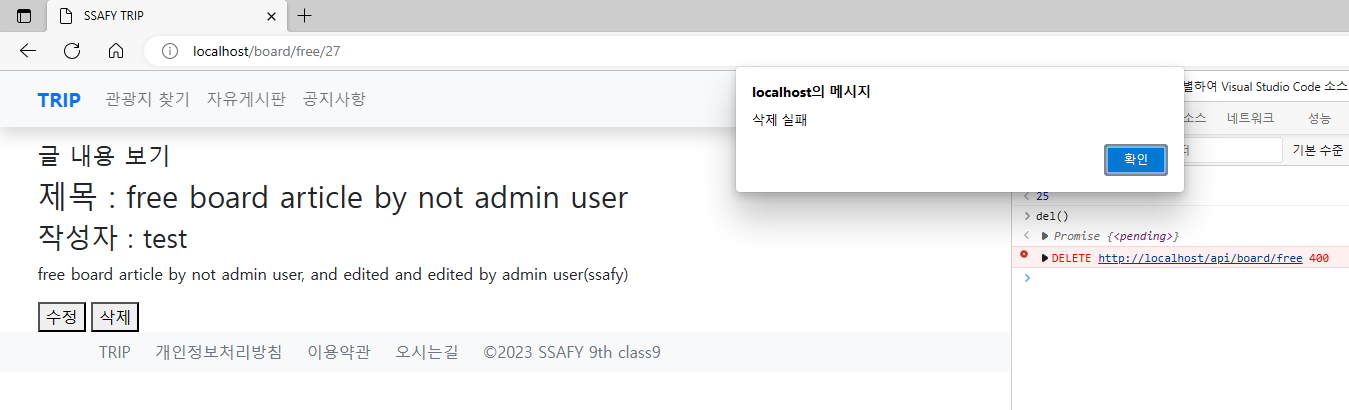 SSAFY TRIP
localhost/board/free/27
localhost의 메시지
삭제 실패
확인
TRIP 관광지 찾기 자유게시판 공지사항
별하여 Visual Studio Code 소스
소스 네트워크 성능
터 기본 수준
글 내용 보기
제목 : free board article by not admin user
작성자 : test
free board article by not admin user, and edited and edited by admin user(ssafy)
수정 삭제
TRIP 개인정보처리방침 이용약관 오시는길 ©2023 SSAFY 9th class9
25
del()
Promise {<pending>}
DELETE http://localhost/api/board/free 400